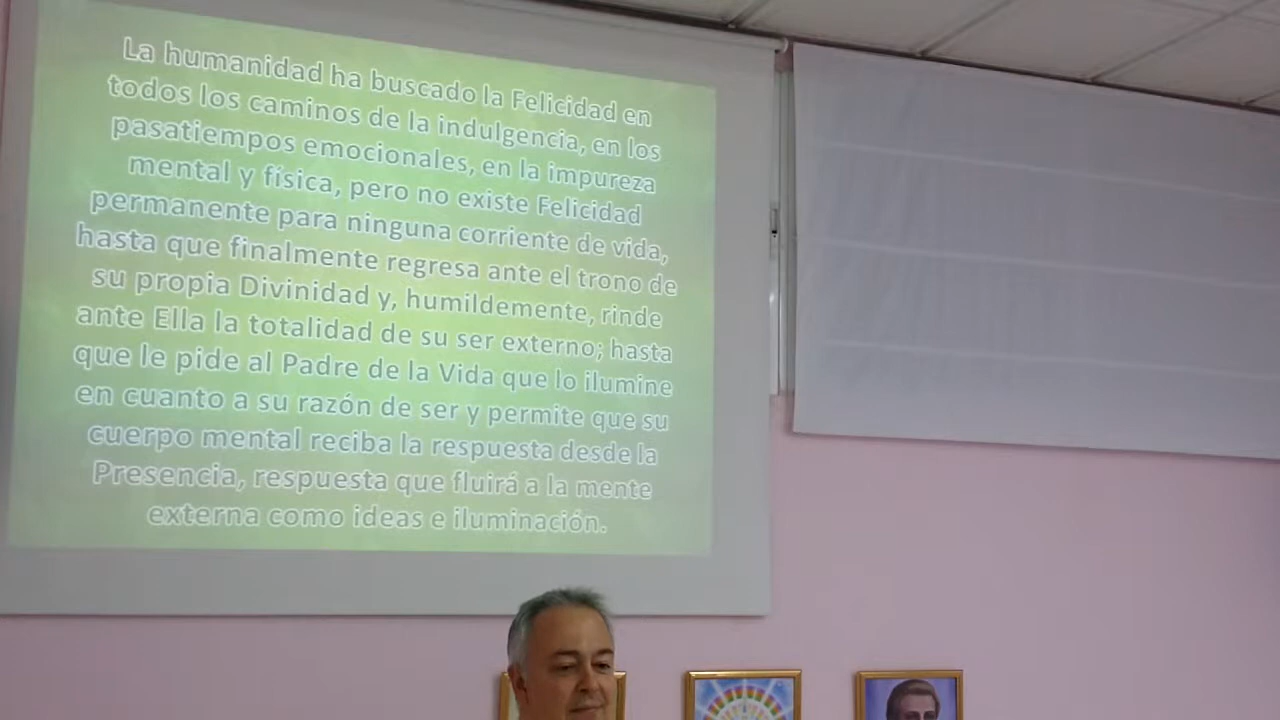 La humanidad ha buscado la Felicidad en
todos los caminos de la indulgencia, en los
pasatiempos emocionales, en la impureza
mental y física, pero no existe Felicidad
permanente para ninguna corriente de vida,
hasta que finalmente regresa ante el trono de
su propia Divinidad y, humildemente, rinde
ante Ella la totalidad de su ser externo; hasta
que le pide al Padre de la Vida que lo ilumine
en cuanto a su razón de ser y permite que su
cuerpo mental reciba la respuesta desde la
Presencia, respuesta que fluirá a la mente
externa como ideas e iluminación.